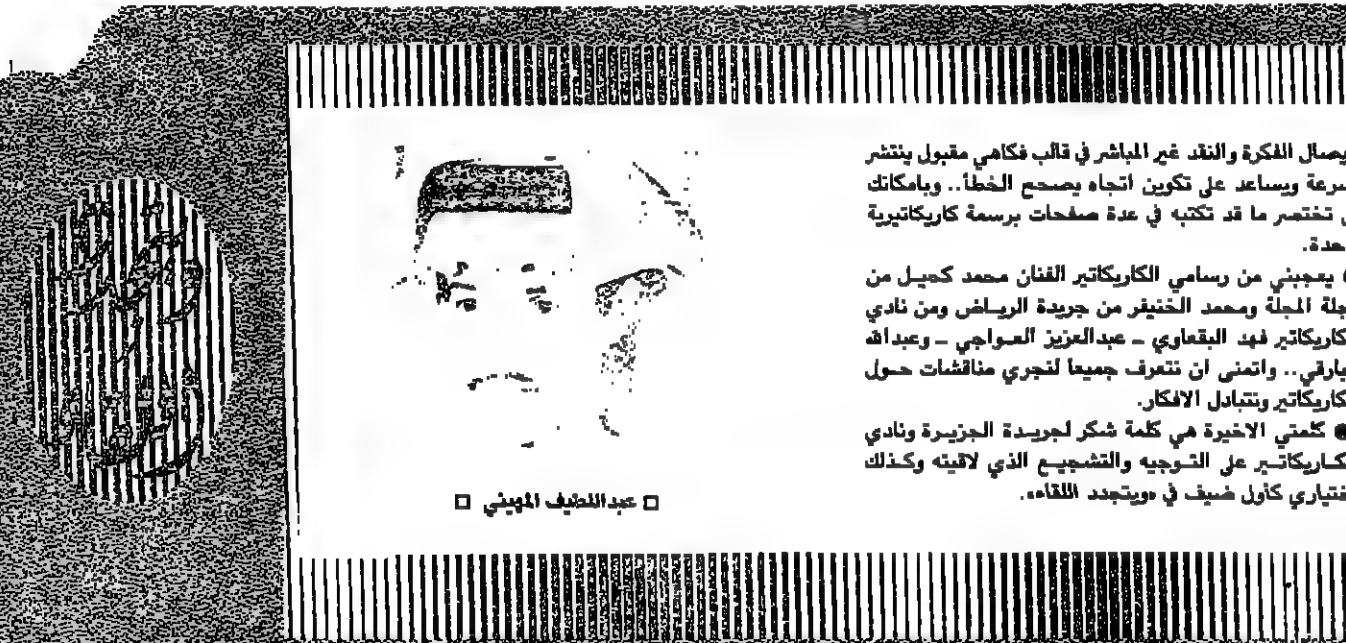 يصال الفكرة والنقد غير المباشر في قالب فكاهي مقبول ينتشر
سرعة ويساعد على تكوين اتجاه يصحح الخطأ.. وبامكانك
تختصر ما قد تكتبه في عدة صفحات برسمة كاريكاتيرية
حدة.
يعجبني من رسامي الكاريكاتير الفنان محمد كحيل من
جلة المجلة ومحمد الخنيفر من جريدة الرياض ومن نادي
كاريكاتير فهد البقعاوي ـ عبدالعزيز العواجي ـ وعبدالله
يارقي.. واتمنى ان نتعرف جميعاً لنجري مناقشات حول
كاريكاتير ونتبادل الافكار.
● كلمتي الاخيرة هي كلمة شكر لجريدة الجزيرة ونادي
كاريكاتير على التوجيه والتشجيع الذي لاقيته وكذلك
ختياري كأول ضيف في «ويتجدد اللقاء».
□ عبداللطيف □